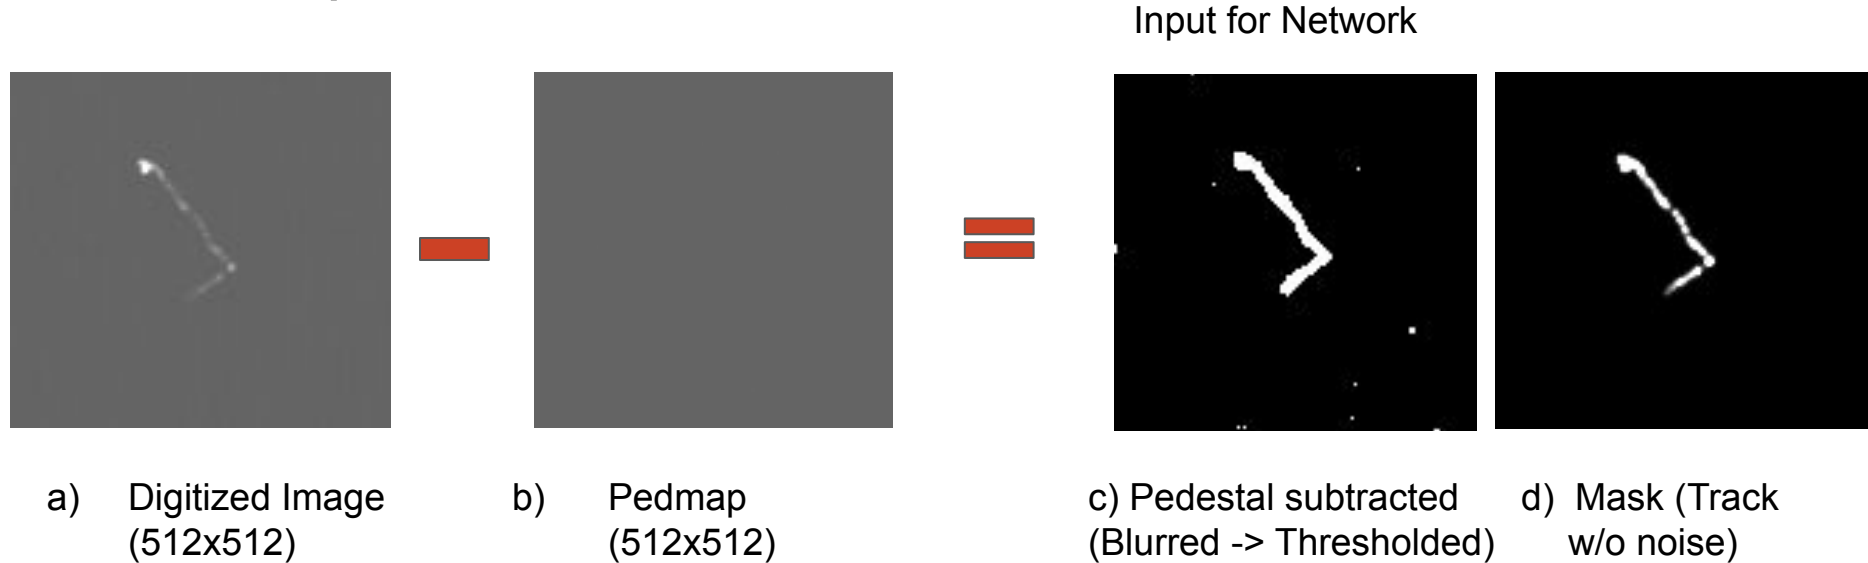 Input for Network
a) Digitized Image
(512x512)
b) Pedmap
(512x512)
c) Pedestal subtracted
(Blurred -> Thresholded)
d) Mask (Track
w/o noise)